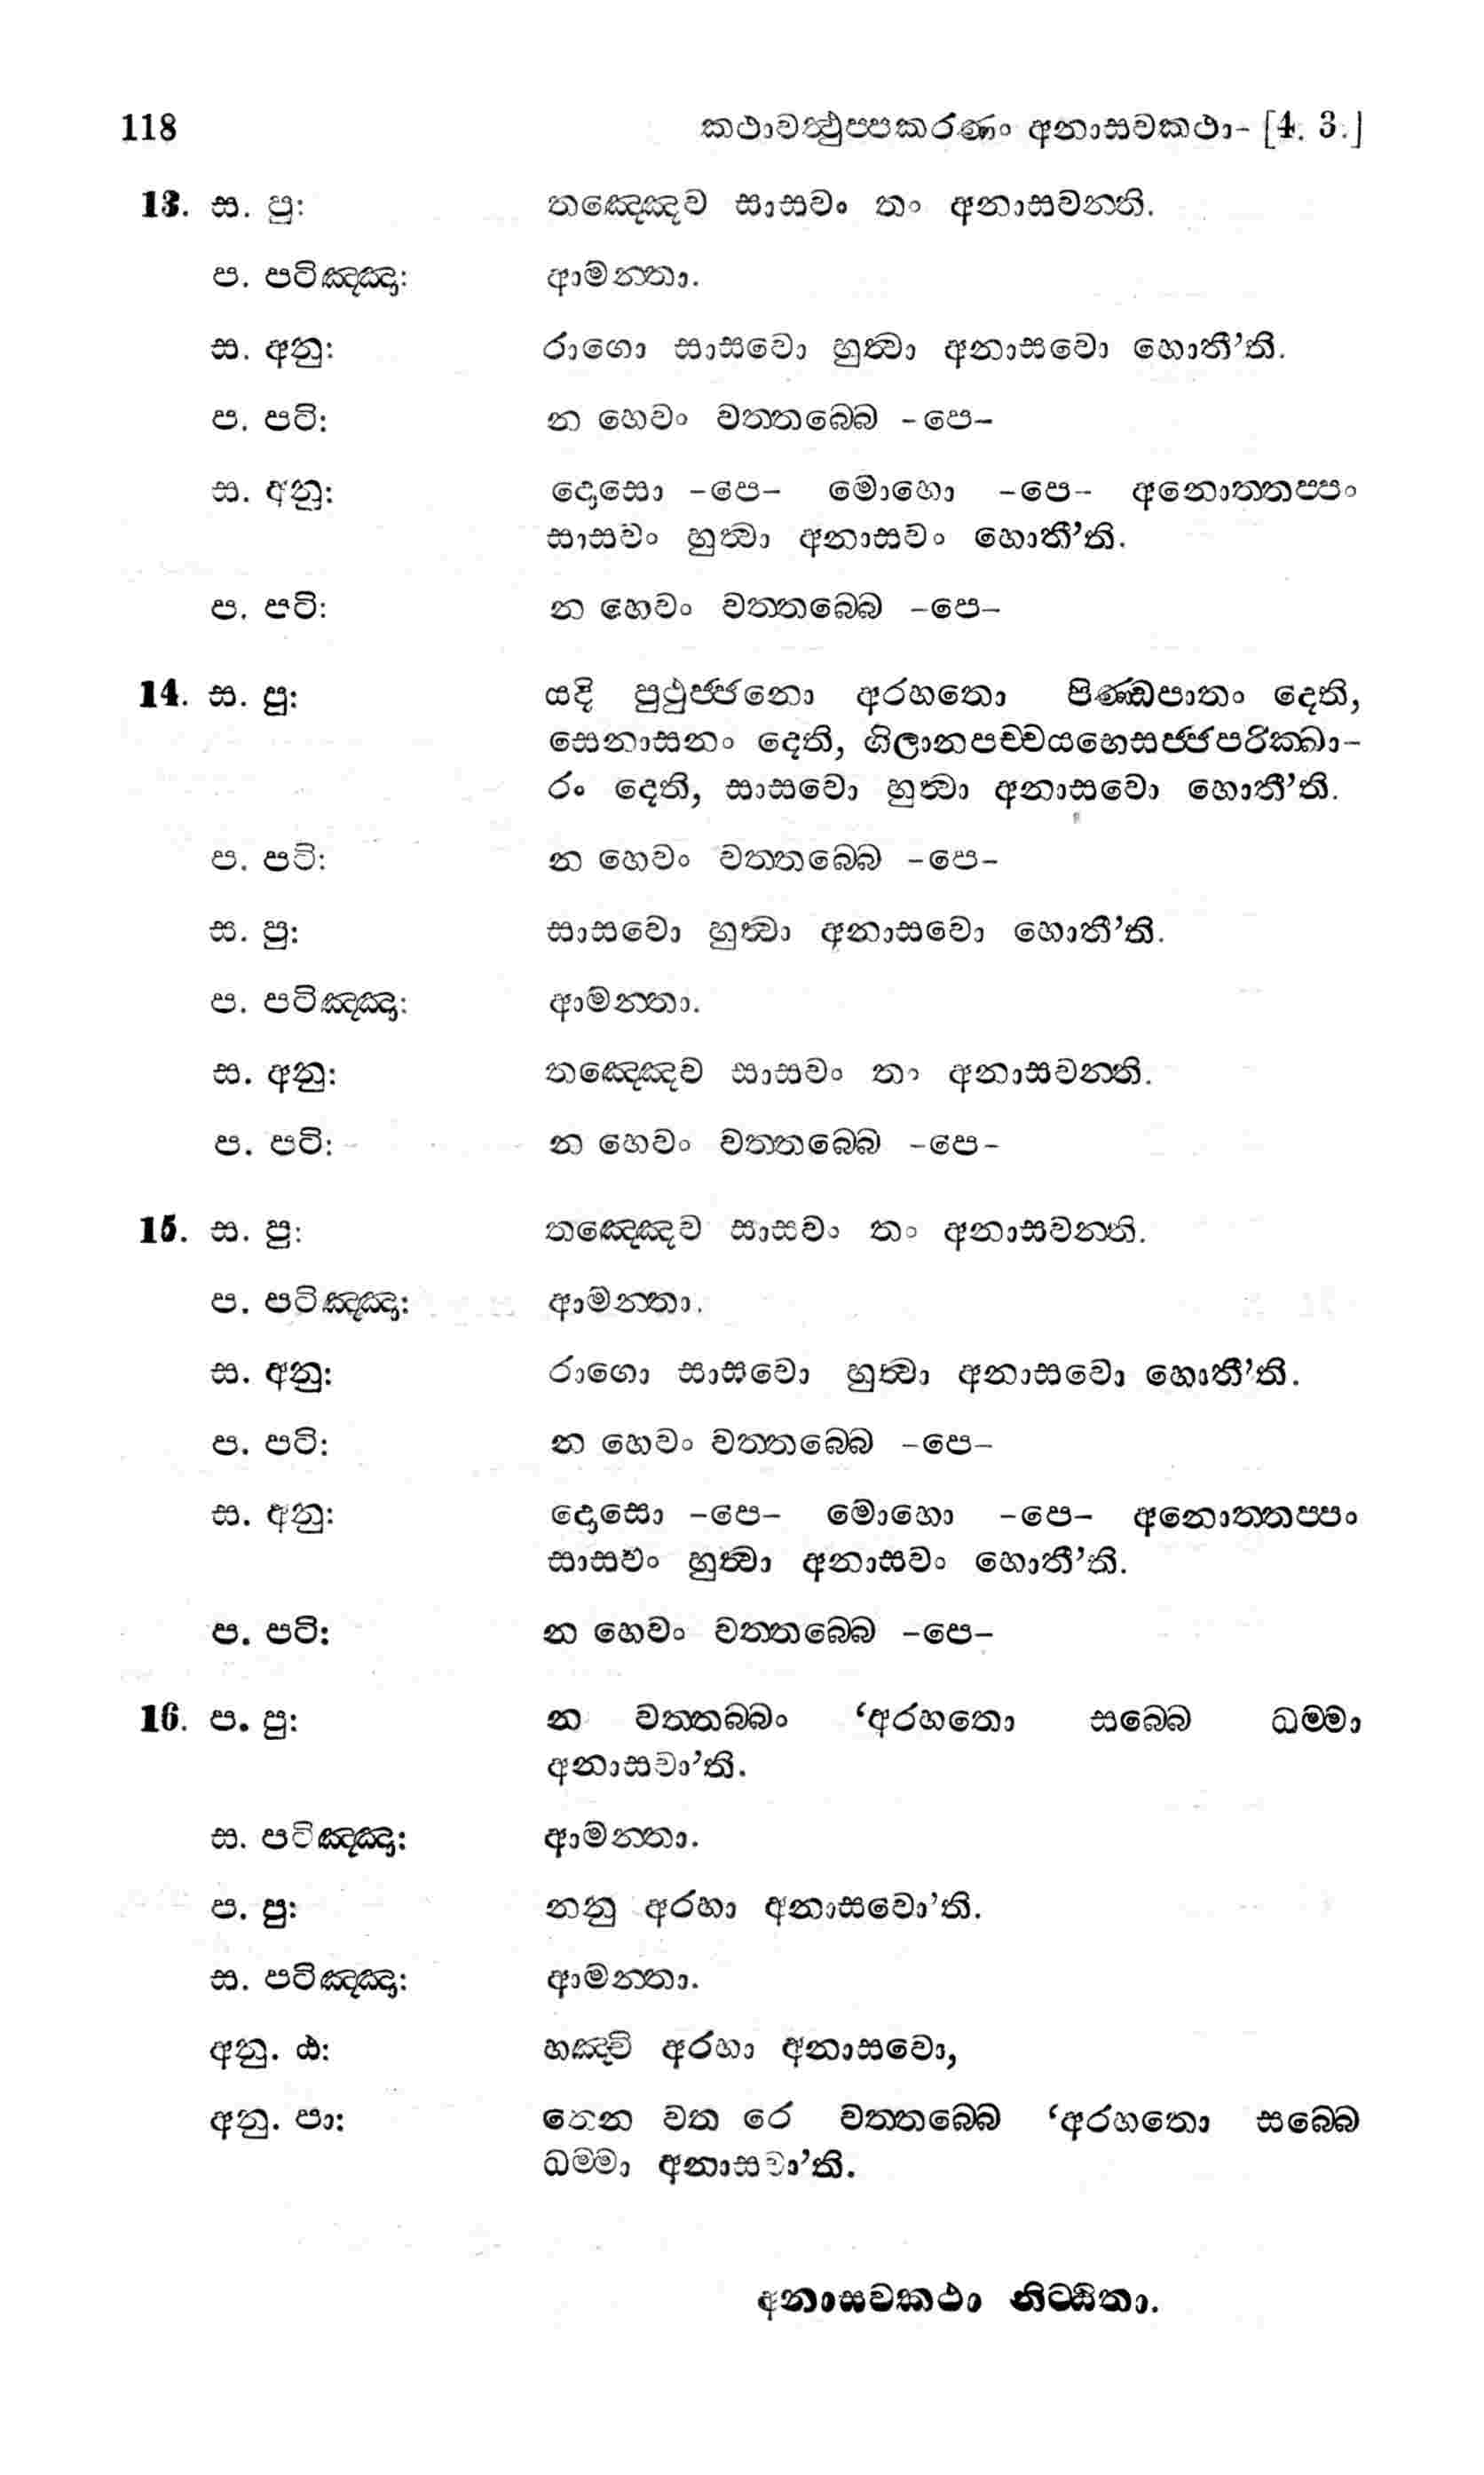 118 කථාවත්‍ථුප්පකරණං අනාසවකථා- [4. 3.]
13. ස. පු: තඤ්ඤෙව සාසවං තං අනාසවන්ති.
ප. පටිඤ්ඤා: ආමන්තා.
ස. අනු: රාගො සාසවො හුත්‍වා අනාසවො හොතී’ති.
ප. පටි: න හෙවං වත්තබ්බෙ -පෙ-
ස. අනු: දොසො -පෙ- මොහො -පෙ- අනොත්තප්පං
සාසවං හුත්‍වා අනාසවං හොතී’ති.
ප. පටි: න හෙවං වත්තබ්බෙ -පෙ-
14. ස. පු: යදි පුථුජ්ජනො අරහතො පිණ්ඩපාතං දෙති,
සෙනාසනං දෙති, ගිලානපච්චයභෙසජ්ජපරික්ඛා-
රං දෙති, සාසවො හුත්‍වා අනාසවො හොතී’ති.
ප. පටි: න හෙවං වත්තබ්බෙ -පෙ-
ස. පු: සාසවො හුත්‍වා අනාසවො හොතී’ති.
ප. පටිඤ්ඤා: ආමන්තා.
ස. අනු: තඤ්ඤෙව සාසවං තං අනාසවන්ති.
ප. පටි: න හෙවං වත්තබ්බෙ -පෙ-
15. ස. පු: තඤ්ඤෙව සාසවං තං අනාසවන්ති.
ප. පටිඤ්ඤා: ආමන්තා.
ස. අනු: රාගො සාසවො හුත්‍වා අනාසවො හොතී’ති.
ප. පටි: න හෙවං වත්තබ්බෙ -පෙ-
ස. අනු: දොසො -පෙ- මොහො -පෙ- අනොත්තප්පං
සාසවං හුත්‍වා අනාසවං හොතී’ති.
ප. පටි: න හෙවං වත්තබ්බෙ -පෙ-
16. ප. පු: න වත්තබ්බං ‘අරහතො සබ්බෙ ධම්මා
අනාසවා’ති.
ස. පටිඤ්ඤා: ආමන්තා.
ප. පු: නනු අරහා අනාසවො’ති.
ස. පටිඤ්ඤා: ආමන්තා.
අනු. ඨ: හඤ්චි අරහා අනාසවො,
අනු. පා: තෙන වත රෙ වත්තබ්බෙ ‘අරහතො සබ්බෙ
ධම්මා අනාසවා’ති.
අනාසවකථා නිට්ඨිතා.